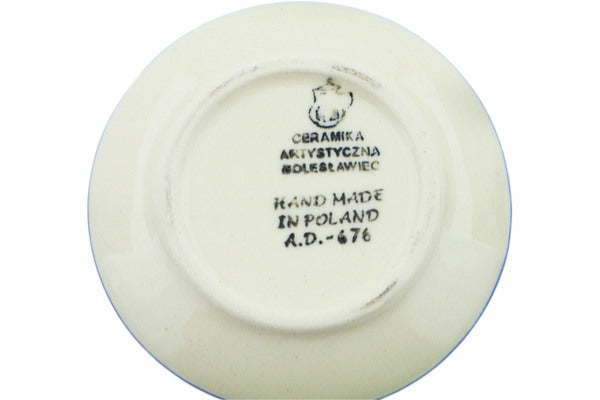 CERAMIKA
ARTYSTYCZNA
BOLESŁAWIEC
HAND MADE
IN POLAND
A.D.-676